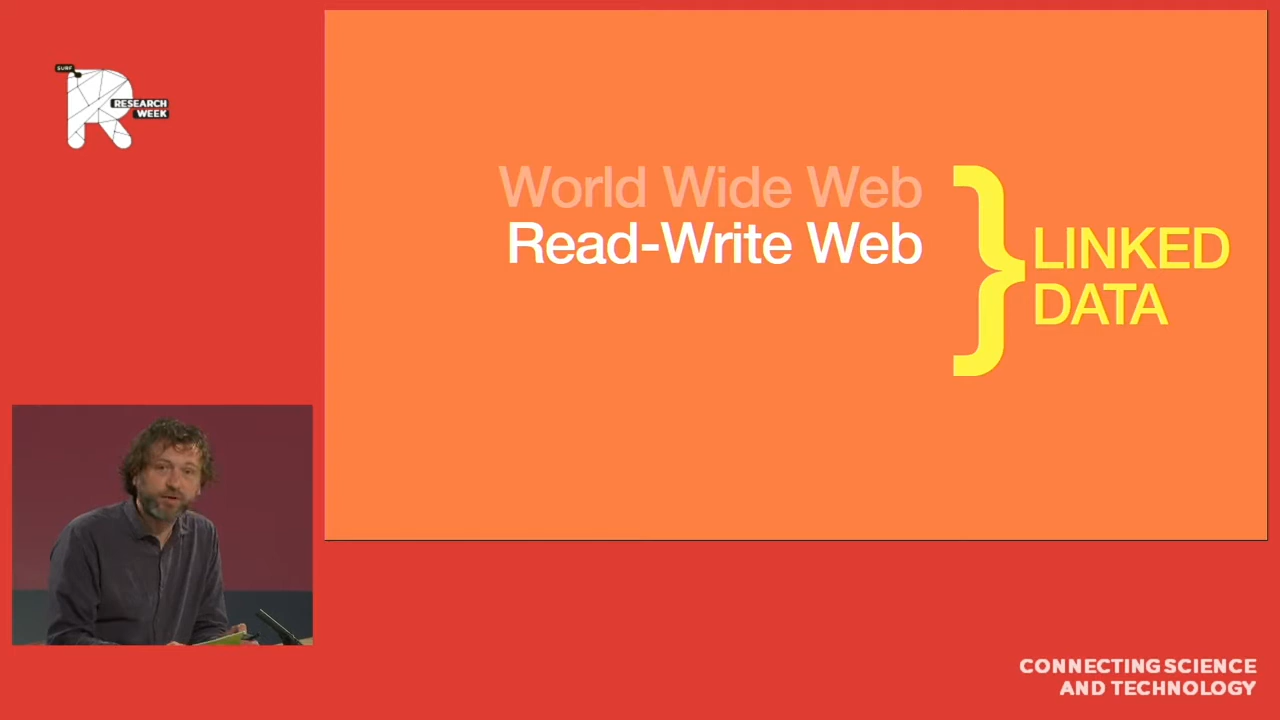 SURF
RESEARCH
WEEK
World Wide Web
Read-Write Web
} LINKED
DATA
CONNECTING SCIENCE
AND TECHNOLOGY